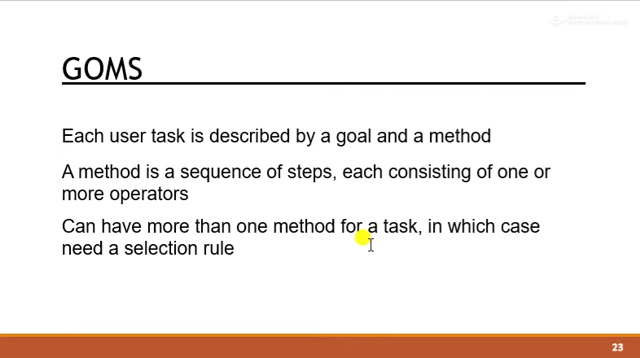 GOMS
Each user task is described by a goal and a method
A method is a sequence of steps, each consisting of one or
more operators
Can have more than one method for a task, in which case
need a selection rule
23